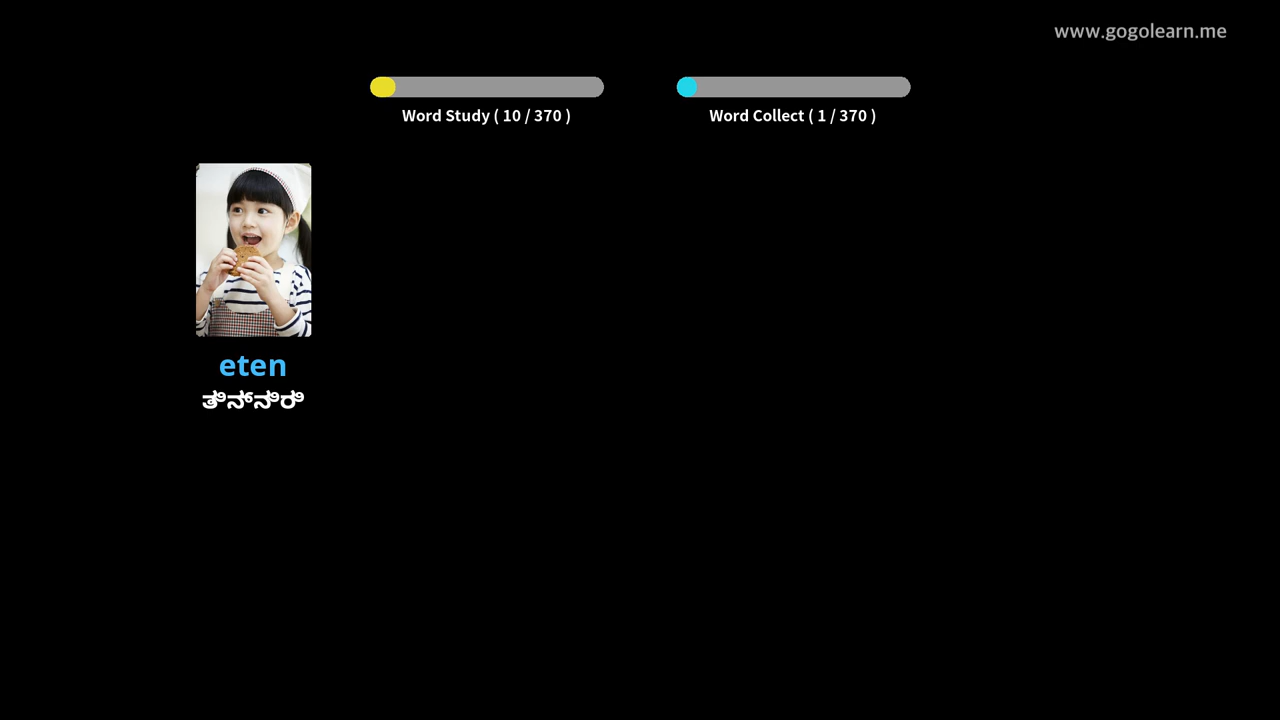 www.gogolearn.me
Word Study ( 10 / 370 )
Word Collect ( 1 / 370 )
eten
ತಿನ್ನಿರಿ